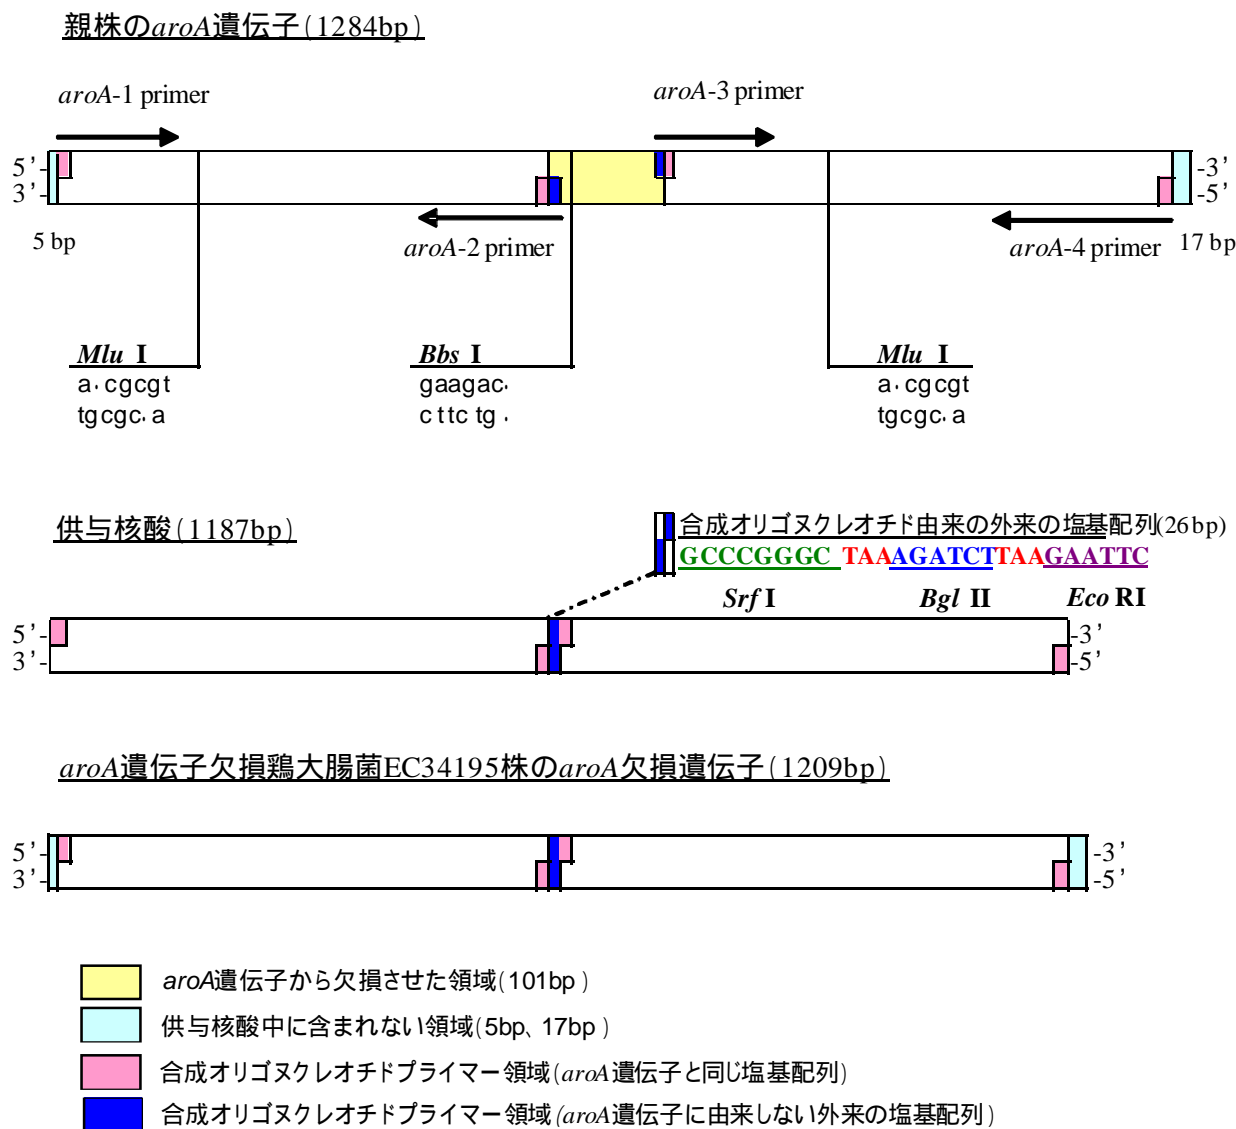 親株のaroA遺伝子(1284bp)
aroA-1 primer
aroA-3 primer
5’- -3’
3’- -5’
5 bp
aroA-2 primer
aroA-4 primer
17 bp
Mlu I
a・cgcgt
tgcgc・a
Bbs I
gaagac・
cttctg・
Mlu I
a・cgcgt
tgcgc・a
供与核酸(1187bp)
合成オリゴヌクレオチド由来の外来の塩基配列(26bp)
GCCCGGGC TAAAGATCTTAAGAATTC
Srf I Bgl II Eco RI
5’- -3’
3’- -5’
aroA遺伝子欠損鶏大腸菌EC34195株のaroA欠損遺伝子(1209bp)
5’- -3’
3’- -5’
aroA遺伝子から欠損させた領域(101bp)
供与核酸中に含まれない領域(5bp、17bp)
合成オリゴヌクレオチドプライマー領域(aroA遺伝子と同じ塩基配列)
合成オリゴヌクレオチドプライマー領域(aroA遺伝子に由来しない外来の塩基配列)